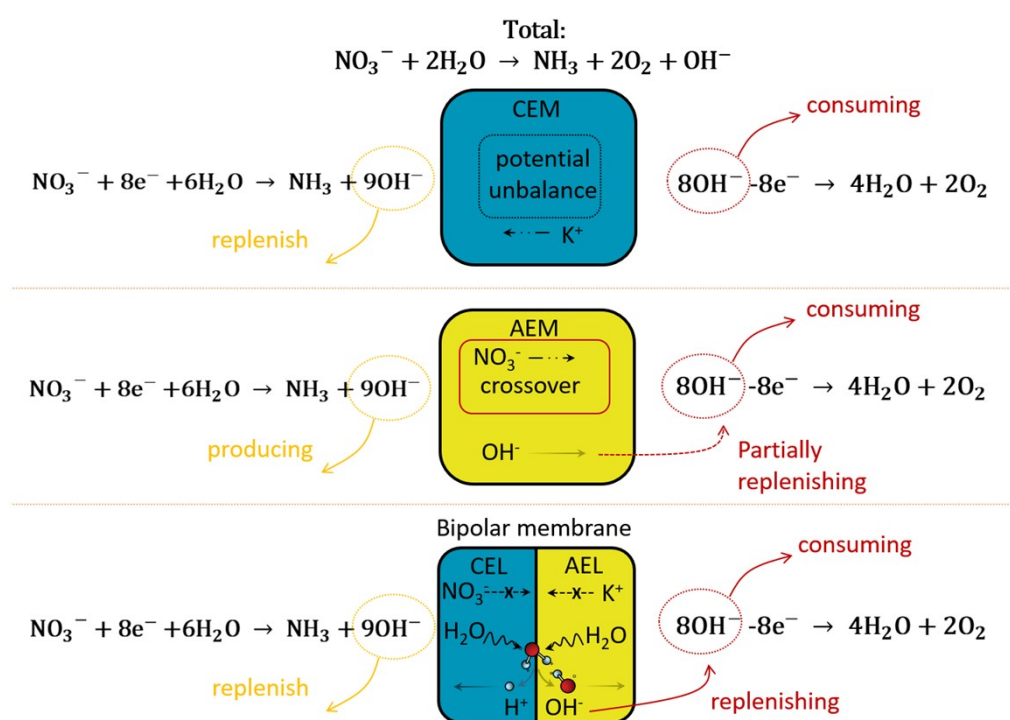 Total:
NO₃⁻ + 2H₂O → NH₃ + 2O₂ + OH⁻
CEM
consuming
potential
unbalance
NO₃⁻ + 8e⁻ +6H₂O → NH₃ + 9OH⁻
8OH⁻ -8e⁻ → 4H₂O + 2O₂
K⁺
replenish
AEM
consuming
NO₃⁻
crossover
NO₃⁻ + 8e⁻ +6H₂O → NH₃ + 9OH⁻
8OH⁻ -8e⁻ → 4H₂O + 2O₂
producing
OH⁻
Partially
replenishing
Bipolar membrane
consuming
CEL
AEL
NO₃⁻ --x→
←--x-- K⁺
NO₃⁻ + 8e⁻ +6H₂O → NH₃ + 9OH⁻
H₂O
H₂O
8OH⁻ -8e⁻ → 4H₂O + 2O₂
replenish
H⁺
OH⁻
replenishing